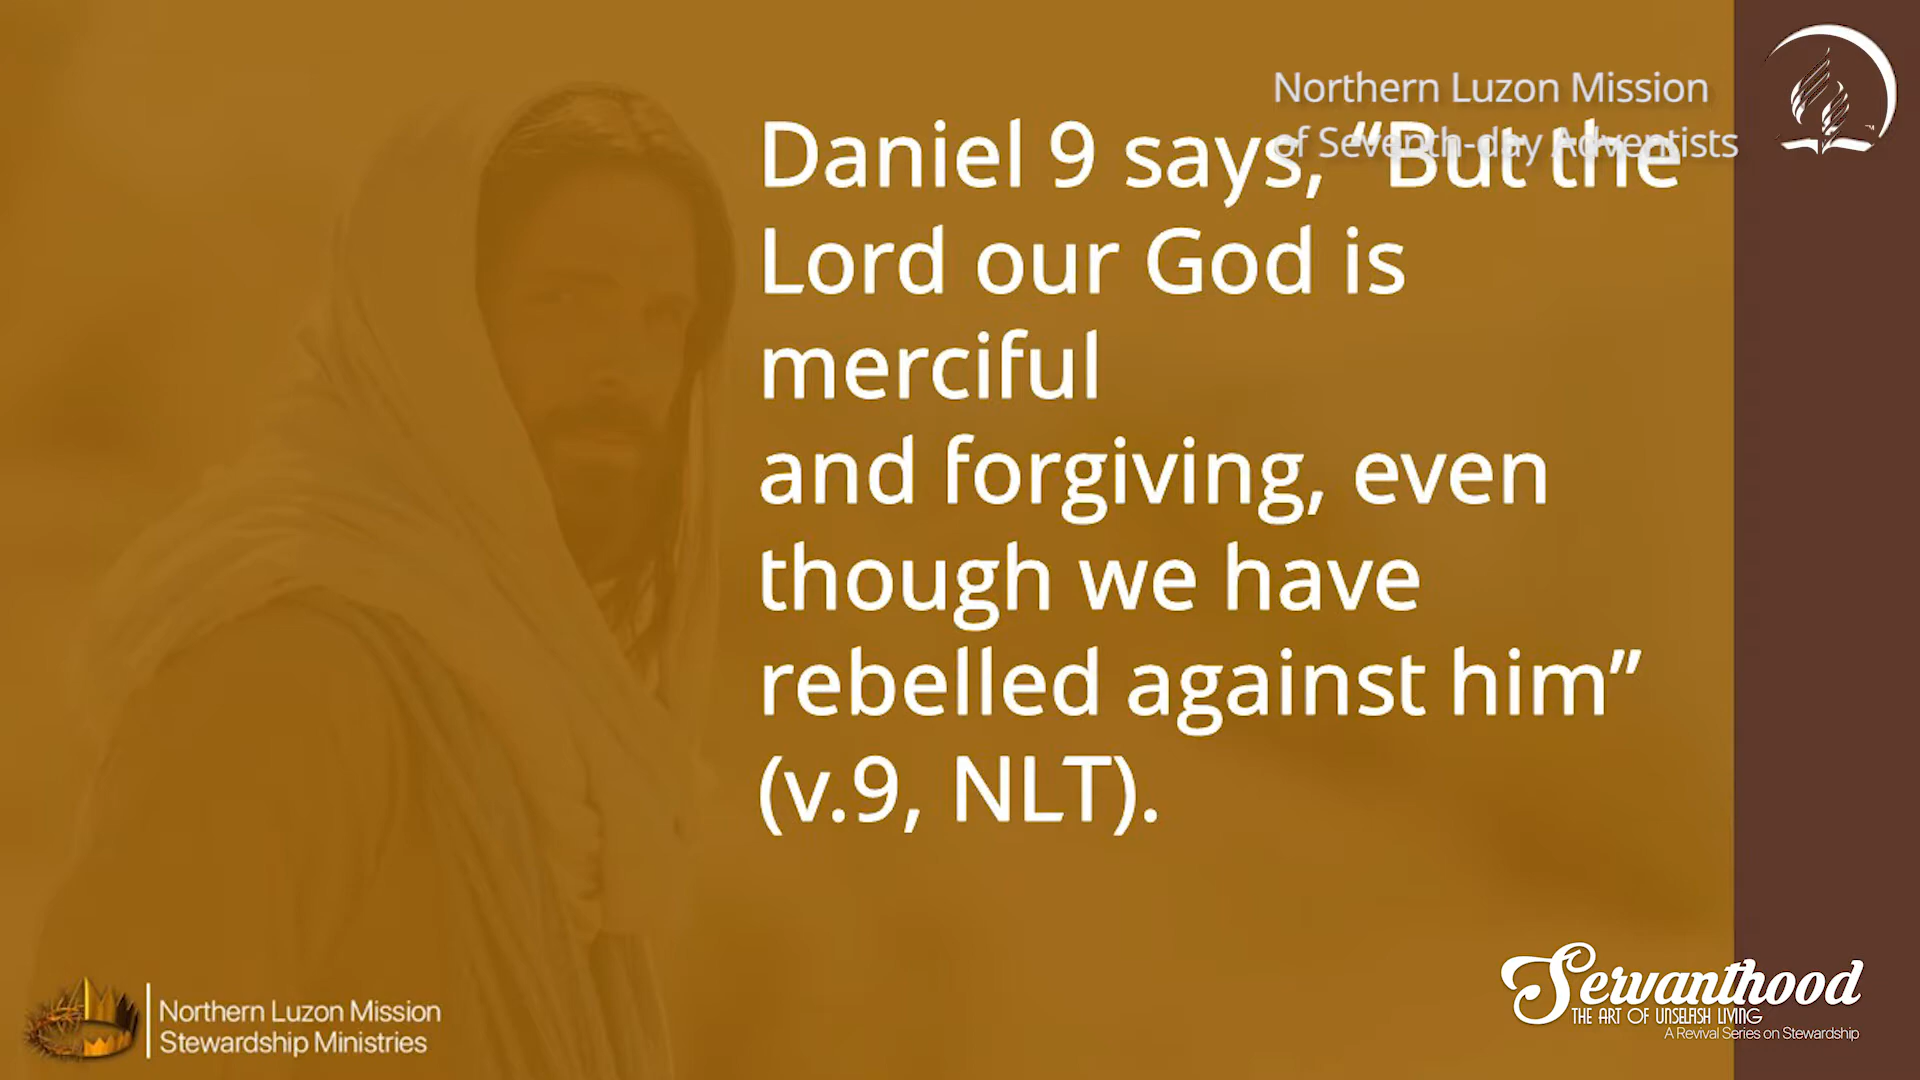 Northern Luzon Mission
of Seventh-day Adventists
Daniel 9 says, “But the
Lord our God is
merciful
and forgiving, even
though we have
rebelled against him”
(v.9, NLT).
Northern Luzon Mission
Stewardship Ministries
Servanthood
THE ART OF UNSELFISH LIVING
A Revival Series on Stewardship